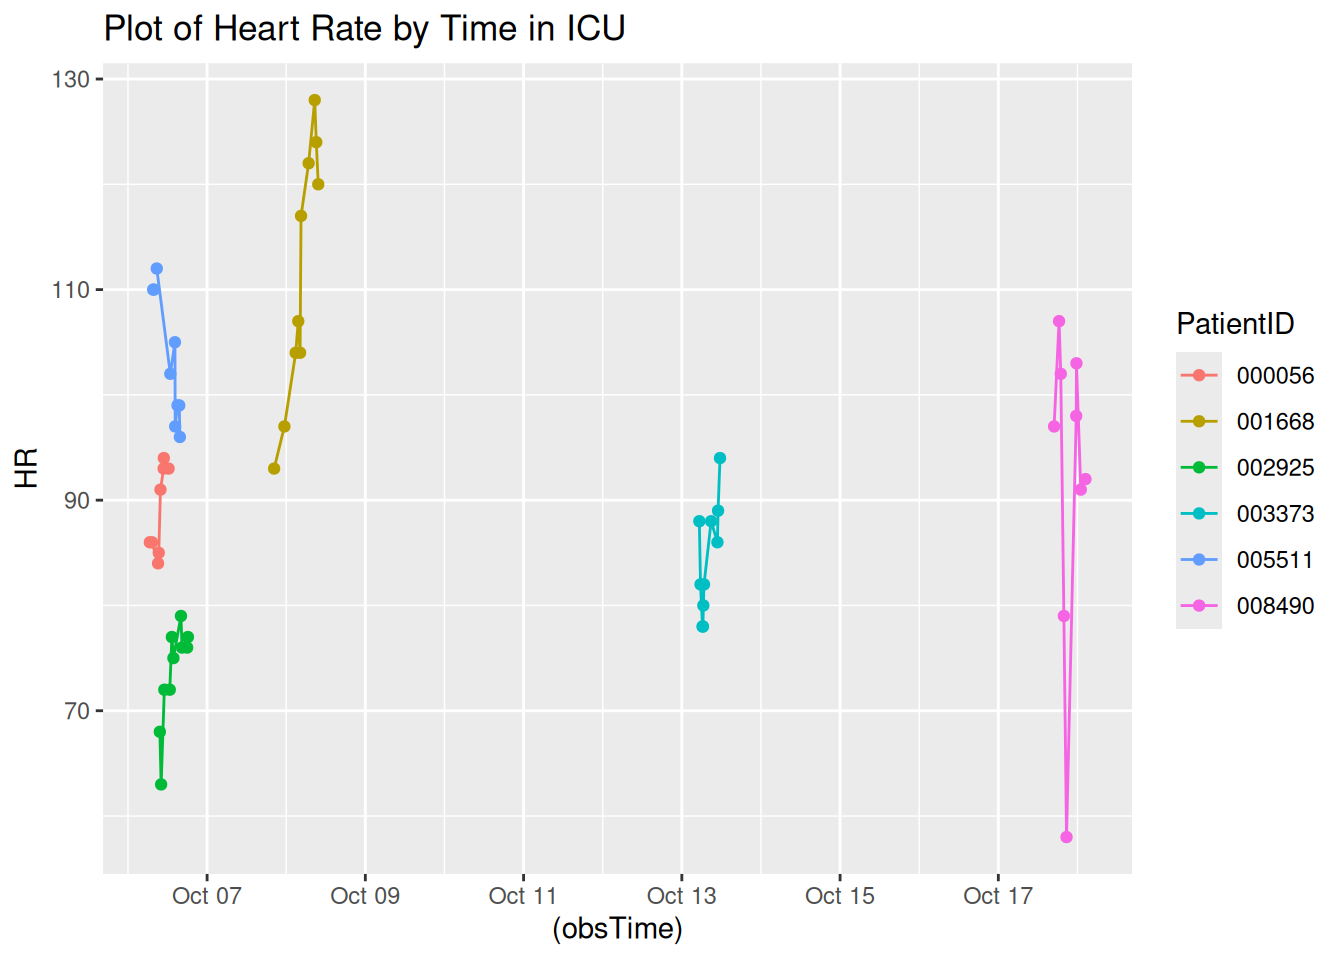 Plot of Heart Rate by Time in ICU
130
110
90
70
HR
Oct 07 Oct 09 Oct 11 Oct 13 Oct 15 Oct 17
(obsTime)
PatientID
000056
001668
002925
003373
005511
008490